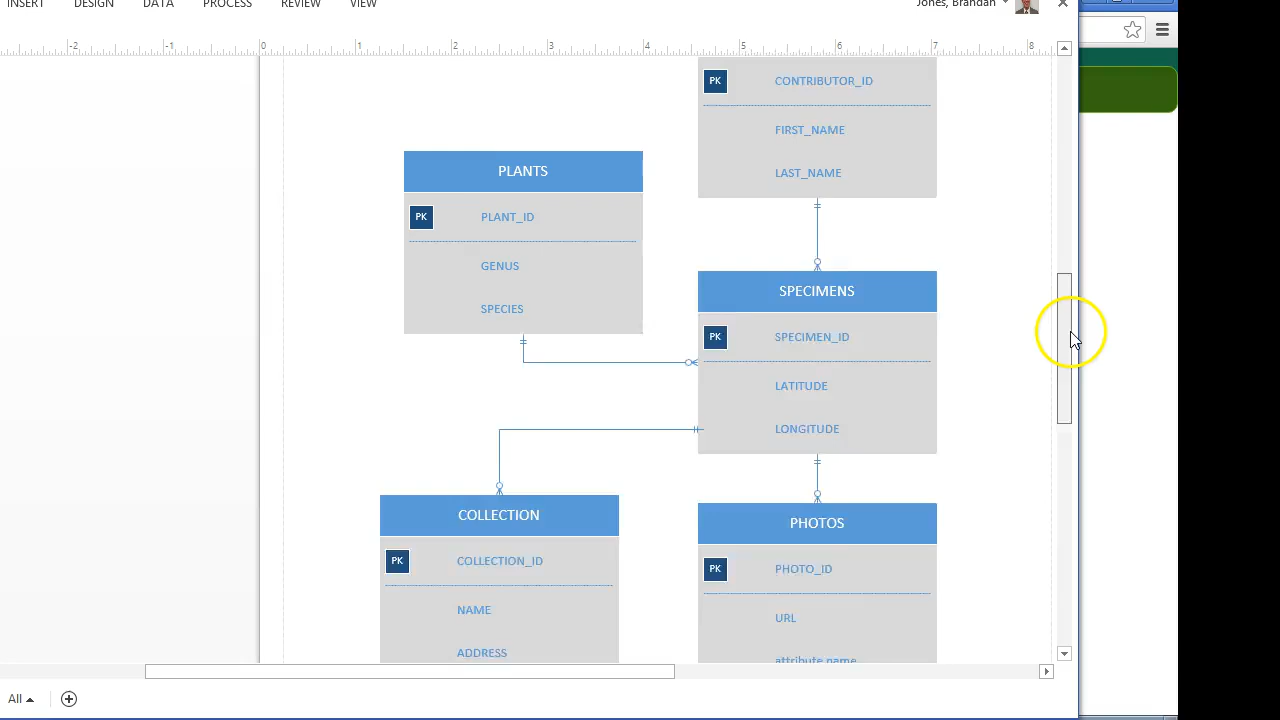 INSERT DESIGN DATA PROCESS REVIEW VIEW Jones, Brandan
-2 -1 0 1 2 3 4 5 6 7 8
PK CONTRIBUTOR_ID
FIRST_NAME
LAST_NAME
PLANTS
PK PLANT_ID
GENUS
SPECIES
SPECIMENS
PK SPECIMEN_ID
LATITUDE
LONGITUDE
COLLECTION
PK COLLECTION_ID
NAME
ADDRESS
PHOTOS
PK PHOTO_ID
URL
attribute name
All